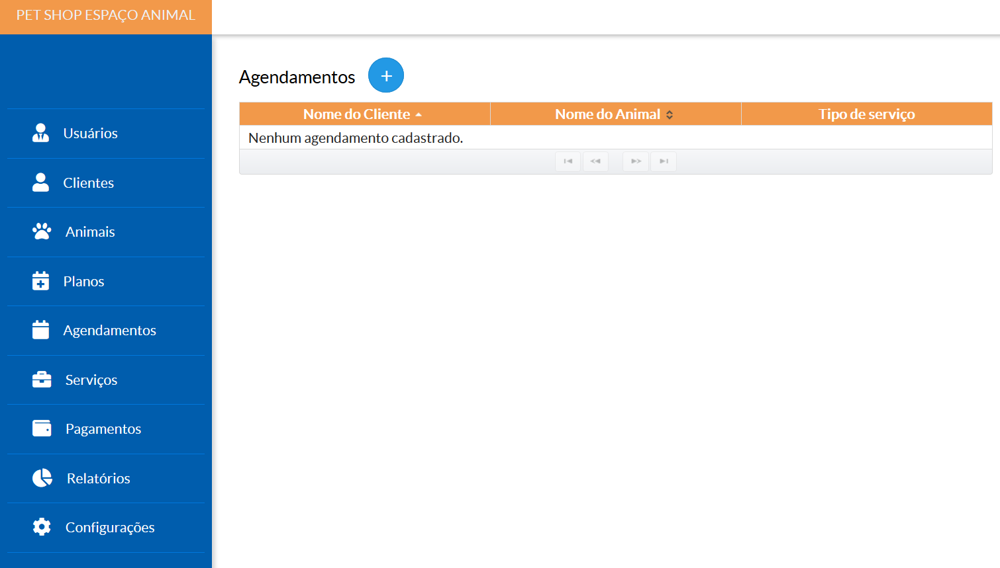 PET SHOP ESPAÇO ANIMAL
Usuários
Clientes
Animais
Planos
Agendamentos
Serviços
Pagamentos
Relatórios
Configurações
Agendamentos +
Nome do Cliente Nome do Animal Tipo de serviço
Nenhum agendamento cadastrado.